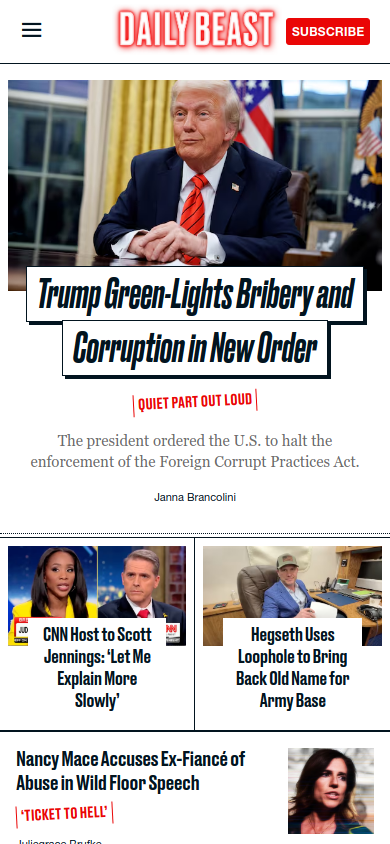 DAILY BEAST
SUBSCRIBE
Trump Green-Lights Bribery and
Corruption in New Order
QUIET PART OUT LOUD
The president ordered the U.S. to halt the
enforcement of the Foreign Corrupt Practices Act.
Janna Brancolini
JUD
CNN Host to Scott
Jennings: ‘Let Me
Explain More
Slowly’
Hegseth Uses
Loophole to Bring
Back Old Name for
Army Base
Nancy Mace Accuses Ex-Fiancé of
Abuse in Wild Floor Speech
‘TICKET TO HELL’